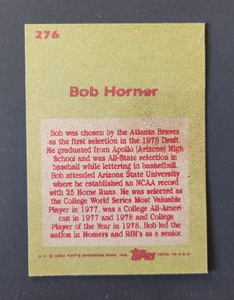 276
Bob Horner
Bob was chosen by the Atlanta Braves
as the first selection in the 1978 Draft.
He graduated from Apollo (Arizona) High
School and was All-State selection in
baseball while lettering in basketball.
Bob attended Arizona State University
where he established an NCAA record
with 25 Home Runs. He was selected as
the College World Series Most Valuable
Player in 1977, was a College All-Ameri-
can in 1977 and 1978 and College
Player of the Year in 1978. Bob led the
nation in Homers and RBI's as a senior.
TOPPS CHEWING GUM, INC.
Topps